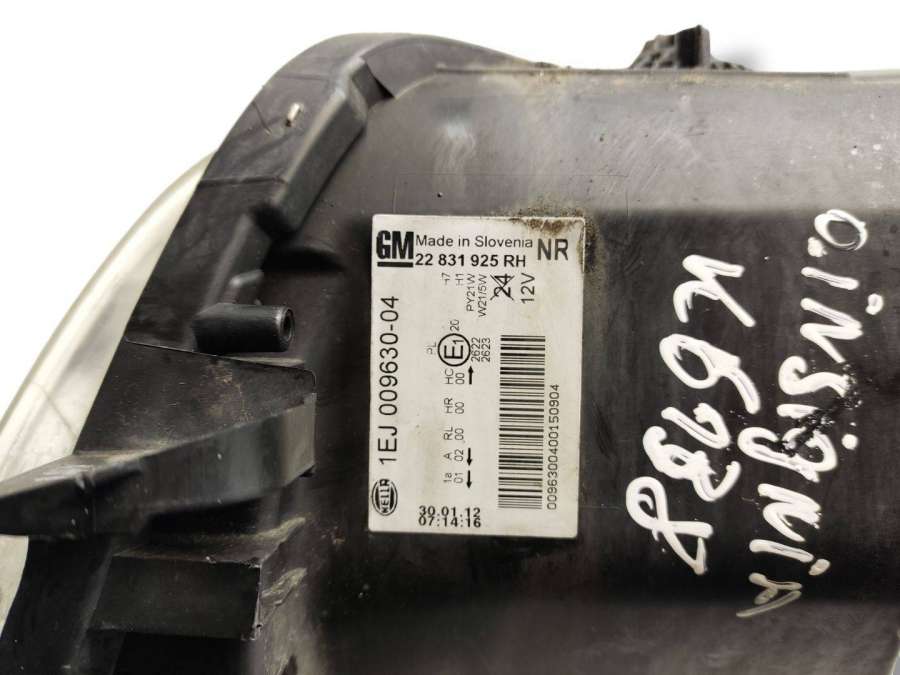 GM Made in Slovenia NR
22 831 925 RH
1EJ 009630-04
HELLA
H7
H1
PY21W
W21/5W
24
12V
1a A RL HR HC PL
01 02 00 00 00
E1 20
2622
2623
00963000400150904
30.01.12
07:14:16
O.INSIGNIA